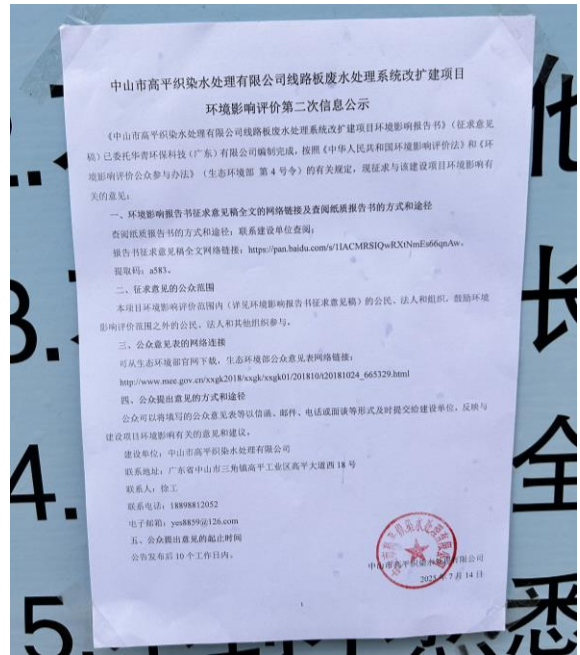 中山市高平织染水处理有限公司线路板废水处理系统改扩建项目
环境影响评价第二次信息公示
《中山市高平织染水处理有限公司线路板废水处理系统改扩建项目环境影响报告书》（征求意见
稿）已委托华普环保科技（广东）有限公司编制完成，按照《中华人民共和国环境影响评价法》和《环
境影响评价公众参与办法》（生态环境部 第 4 号令）的有关规定，现征求与该建设项目环境影响有
关的意见：
一、环境影响报告书征求意见稿全文的网络链接及查阅纸质报告书的方式和途径
查阅纸质报告书的方式和途径：联系建设单位查阅；
报告书征求意见稿全文网络链接：https://pan.baidu.com/s/1IACMRSIQwRXtNmEs66qnAw，
提取码：a583。
二、征求意见的公众范围
本项目环境影响评价范围内（详见环境影响报告书征求意见稿）的公民、法人和组织，鼓励环境
影响评价范围之外的公民、法人和其他组织参与。
三、公众意见表的网络连接
可从生态环境部官网下载，生态环境部公众意见表网络链接：
http://www.mee.gov.cn/xxgk2018/xxgk/xxgk01/201810/t20181024_665329.html
四、公众提出意见的方式和途径
公众可以将填写的公众意见表等以信函、邮件、电话或面谈等形式及时提交给建设单位，反映与
建设项目环境影响有关的意见和建议。
建设单位：中山市高平织染水处理有限公司
联系地址：广东省中山市三角镇高平工业区高平大道西 18 号
联系人：徐工
联系电话：18898812052
电子邮箱：yes8859@126.com
五、公众提出意见的起止时间
公告发布后 10 个工作日内。
中山市高平织染水处理有限公司
2025 年 7 月 14 日
1
他
3.
长
4.
全
5.
悉